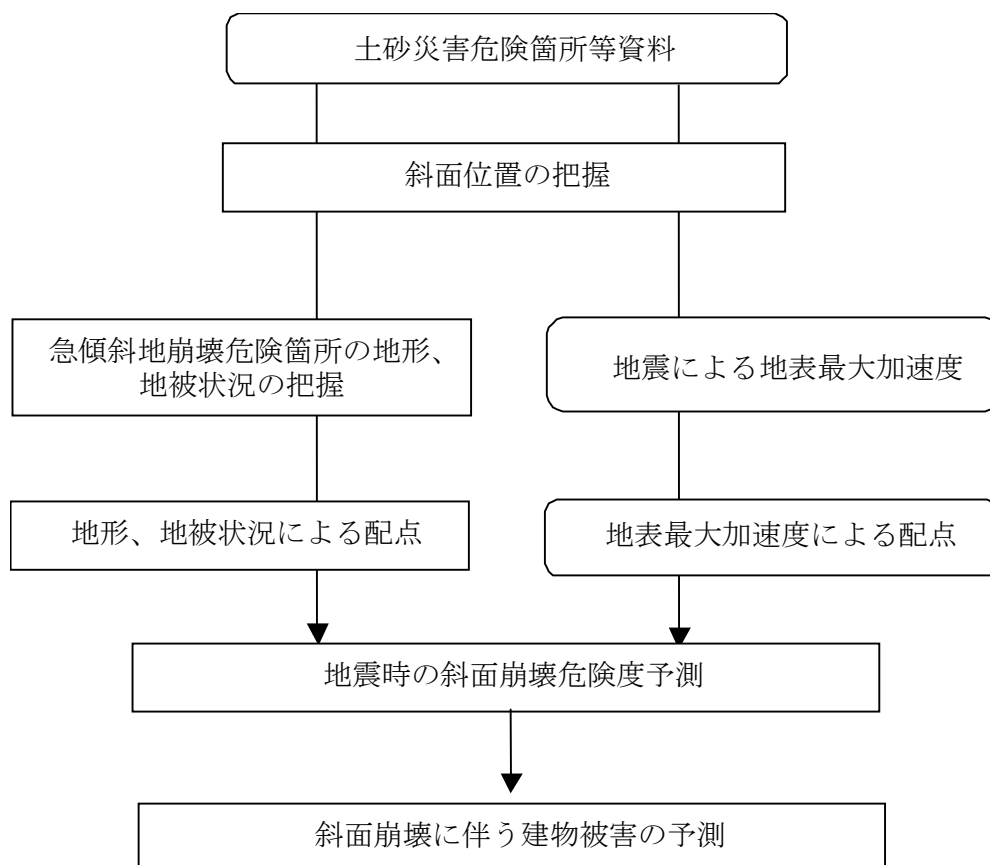 土砂災害危険箇所等資料
斜面位置の把握
急傾斜地崩壊危険箇所の地形、
地被状況の把握
地震による地表最大加速度
地形、地被状況による配点
地表最大加速度による配点
地震時の斜面崩壊危険度予測
斜面崩壊に伴う建物被害の予測